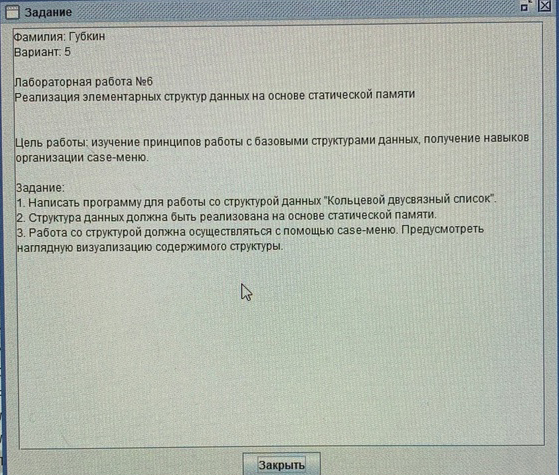 Задание
Фамилия: Губкин
Вариант: 5
Лабораторная работа №6
Реализация элементарных структур данных на основе статической памяти
Цель работы: изучение принципов работы с базовыми структурами данных, получение навыков
организации case-меню.
Задание:
1. Написать программу для работы со структурой данных "Кольцевой двусвязный список".
2. Структура данных должна быть реализована на основе статической памяти.
3. Работа со структурой должна осуществляться с помощью case-меню. Предусмотреть
наглядную визуализацию содержимого структуры.
Закрыть